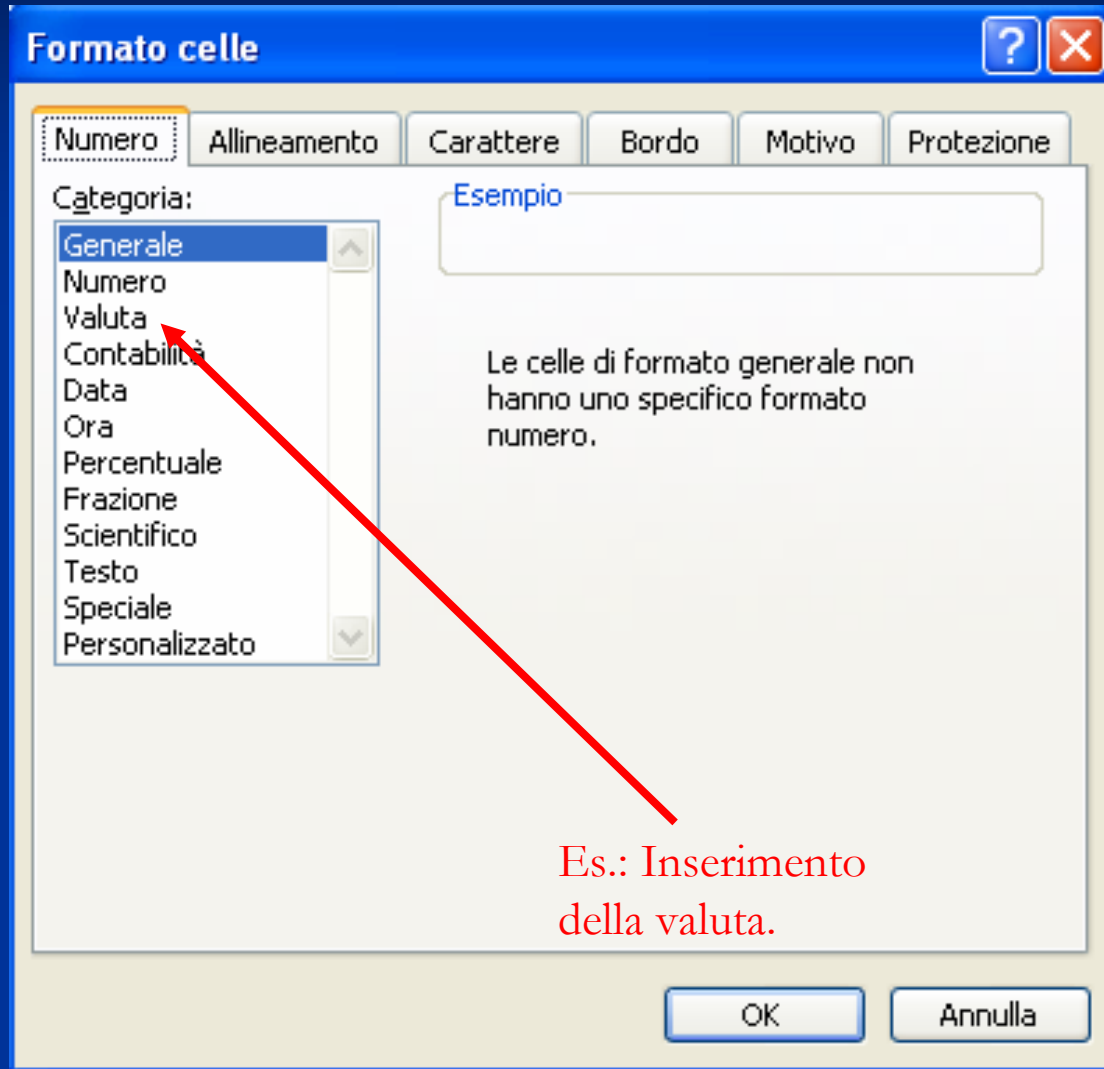 Formato celle
Numero Allineamento Carattere Bordo Motivo Protezione
Categoria:
Generale
Numero
Valuta
Contabilità
Data
Ora
Percentuale
Frazione
Scientifico
Testo
Speciale
Personalizzato
Esempio
Le celle di formato generale non
hanno uno specifico formato
numero.
Es.: Inserimento
della valuta.
OK Annulla